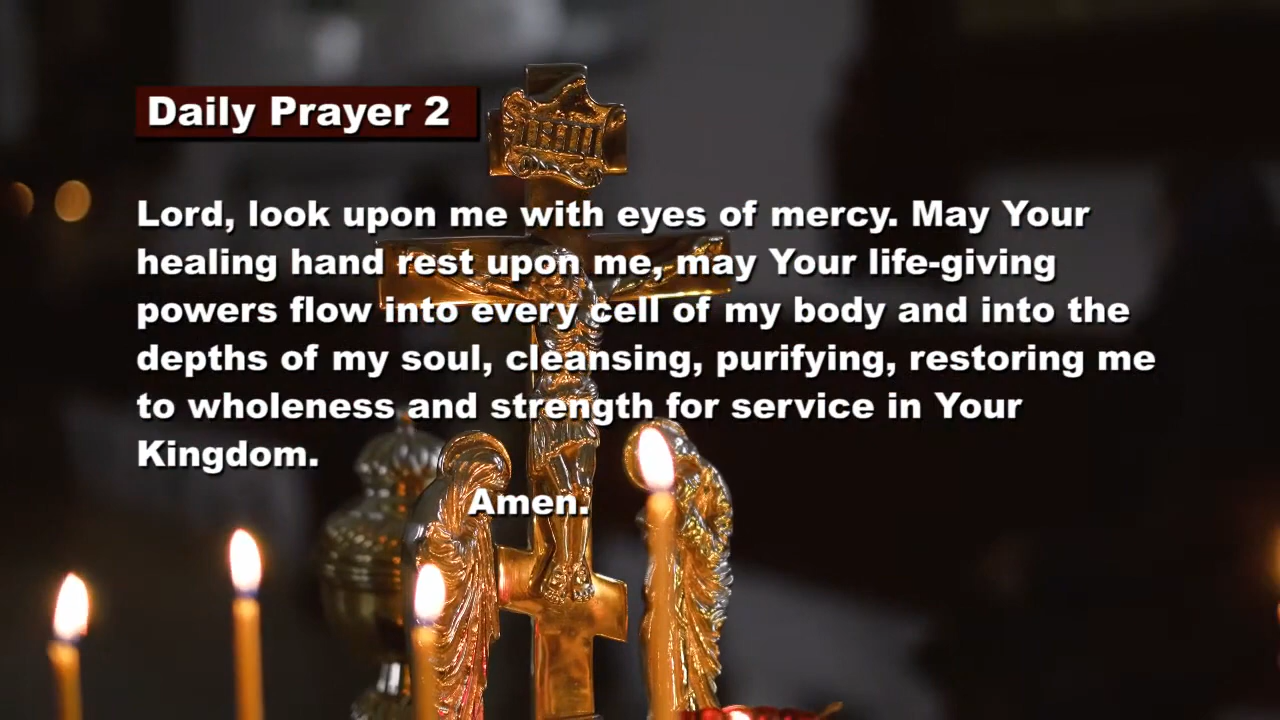 Daily Prayer 2
Lord, look upon me with eyes of mercy. May Your
healing hand rest upon me, may Your life-giving
powers flow into every cell of my body and into the
depths of my soul, cleansing, purifying, restoring me
to wholeness and strength for service in Your
Kingdom.
Amen.